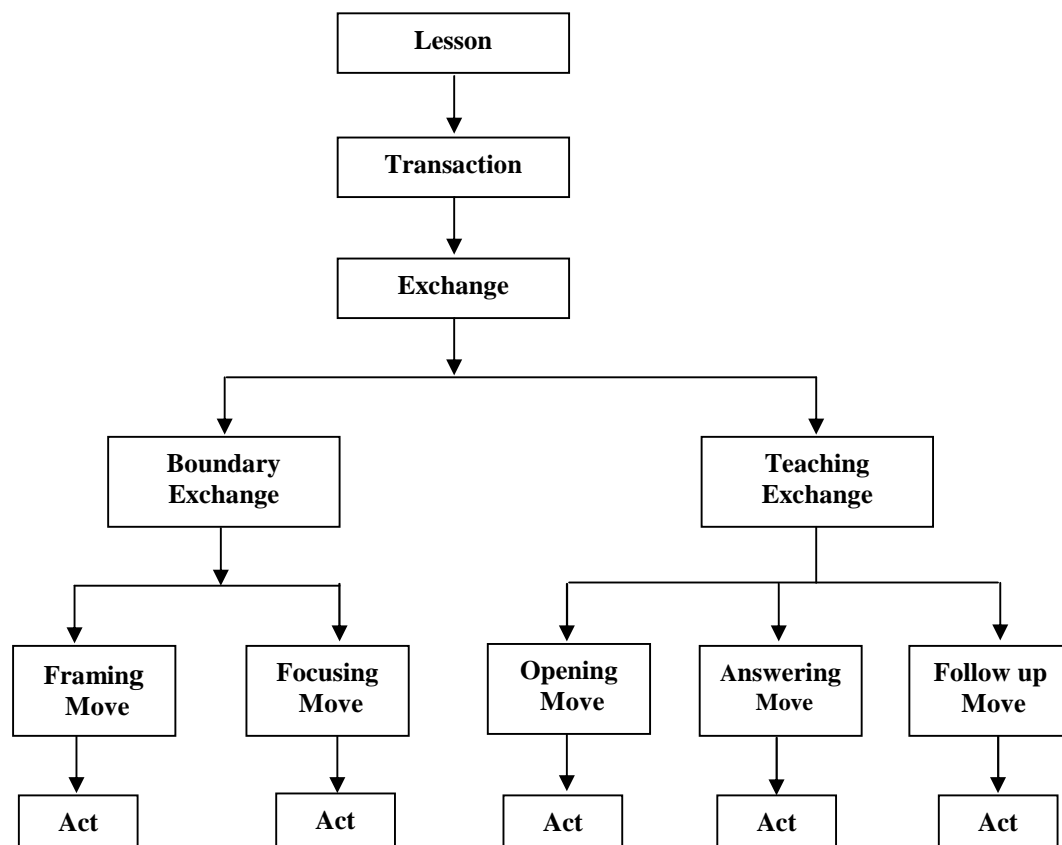 Lesson
Transaction
Exchange
Boundary
Exchange
Teaching
Exchange
Framing
Move
Focusing
Move
Opening
Move
Answering
Move
Follow up
Move
Act
Act
Act
Act
Act